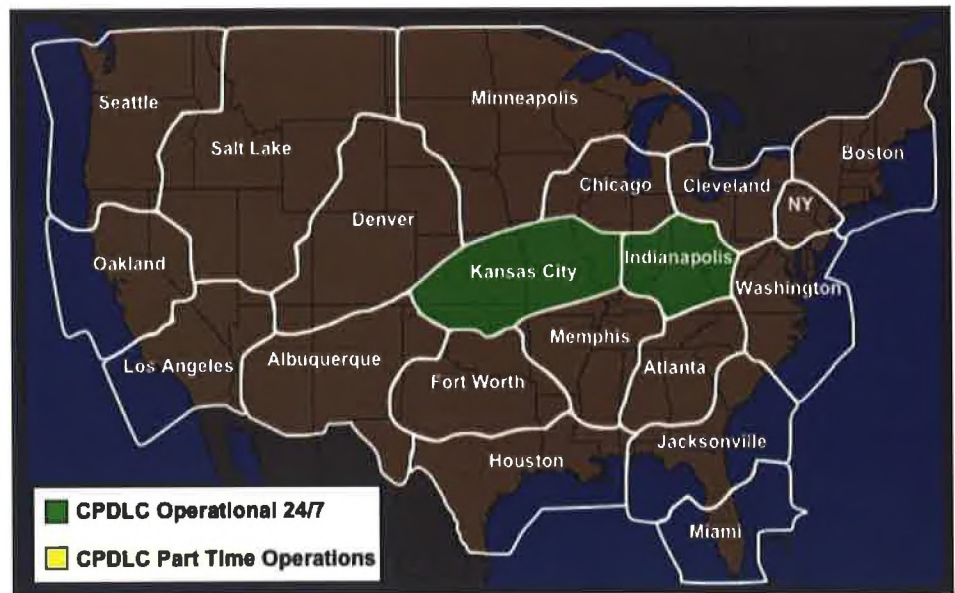 Seattle
Minneapolis
Salt Lake
Boston
Chicago
Cleveland
NY
Denver
Oakland
Kansas City
Indianapolis
Washington
Los Angeles
Albuquerque
Memphis
Fort Worth
Atlanta
Houston
Jacksonville
Miami
CPDLC Operational 24/7
CPDLC Part Time Operations